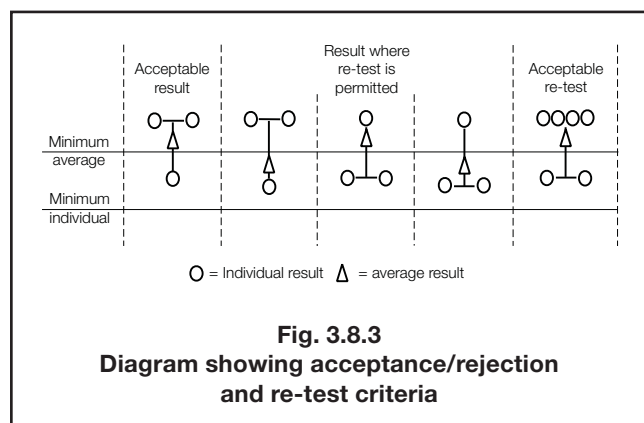 Acceptable
result
Result where
re-test is
permitted
Acceptable
re-test
Minimum
average
Minimum
individual
= Individual result
= average result
Fig. 3.8.3
Diagram showing acceptance/rejection
and re-test criteria